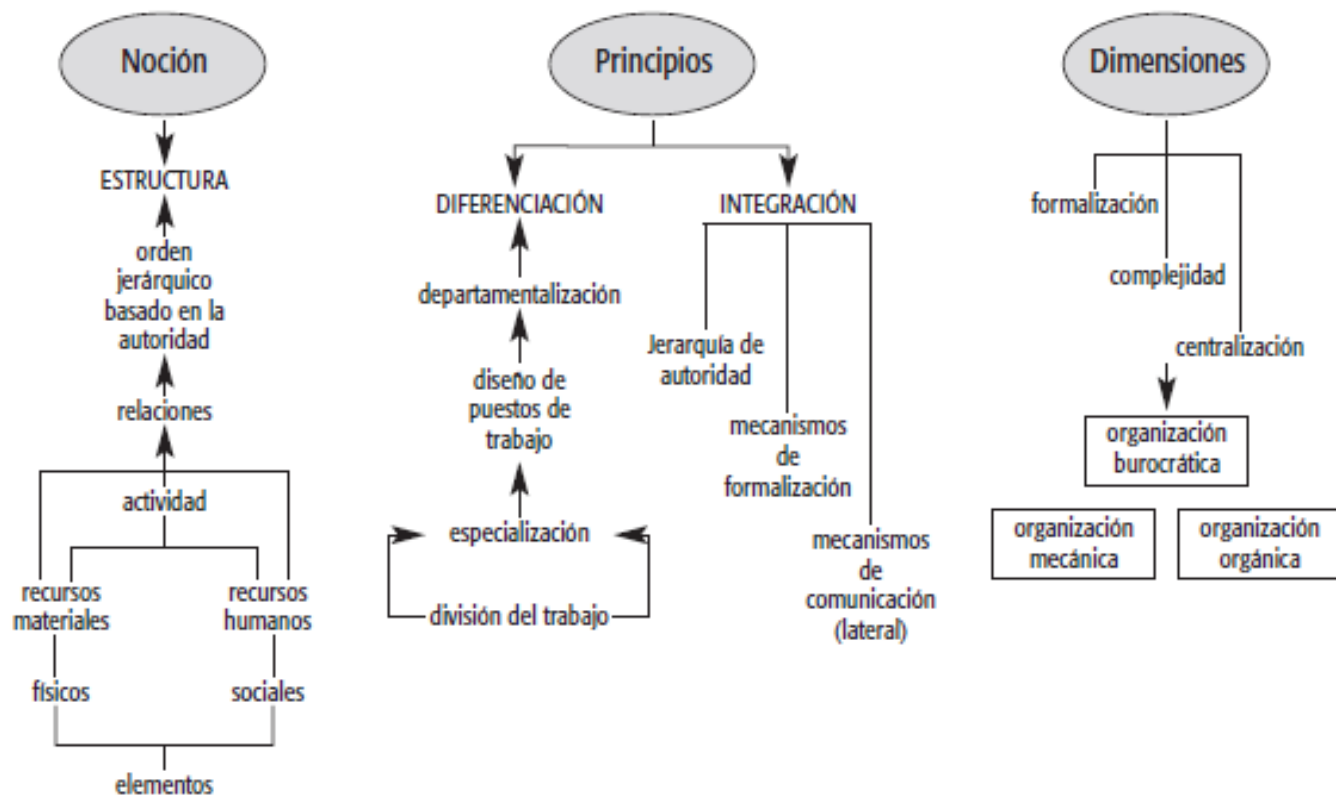 Noción
ESTRUCTURA
orden
jerárquico
basado en la
autoridad
relaciones
actividad
recursos
materiales
recursos
humanos
físicos
sociales
elementos
Principios
DIFERENCIACIÓN
departamentalización
diseño de
puestos de
trabajo
especialización
división del trabajo
INTEGRACIÓN
Jerarquía de
autoridad
mecanismos
de
formalización
mecanismos
de
comunicación
(lateral)
Dimensiones
formalización
complejidad
centralización
organización
burocrática
organización
mecánica
organización
orgánica